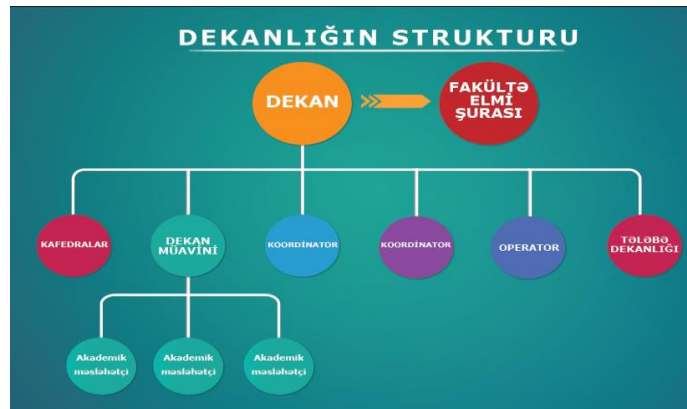 DEKANLIĞIN STRUKTURU
DEKAN
FAKÜLTƏ
ELMİ
ŞURASI
KAFEDRALAR
DEKAN
MÜAVİNİ
KOORDİNATOR
KOORDİNATOR
OPERATOR
TƏLƏBƏ
DEKANLIĞI
Akademik
məsləhətçi
Akademik
məsləhətçi
Akademik
məsləhətçi